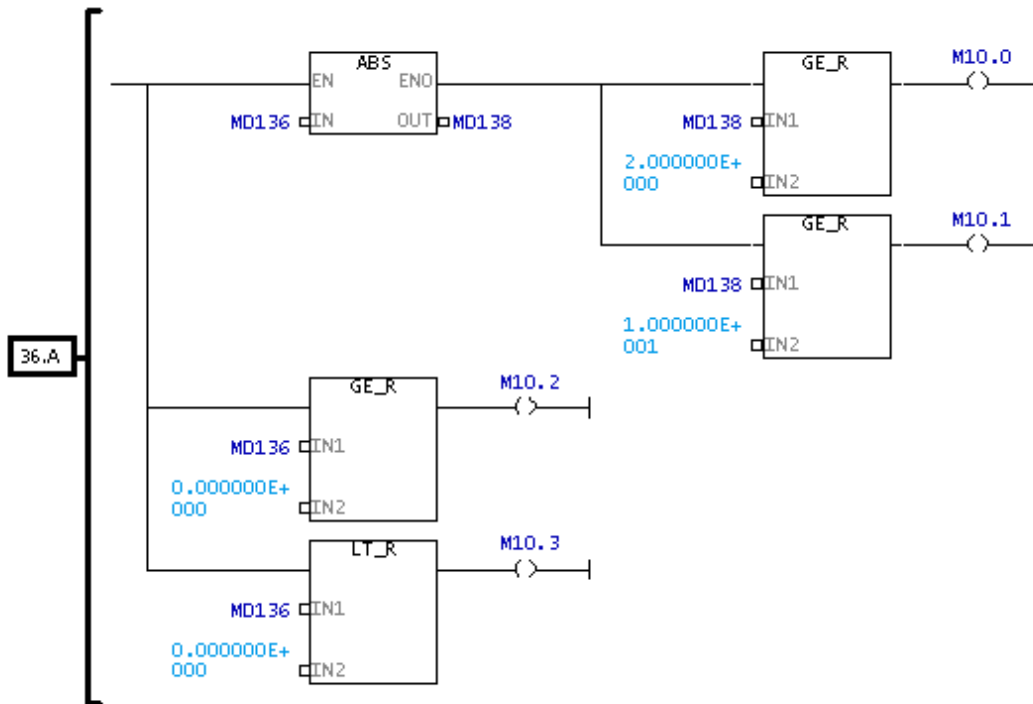 ABS
EN ENO
MD136 IN OUT MD138
GE_R
M10.0
MD138 IN1
2.000000E+
000
IN2
GE_R
M10.1
MD138 IN1
1.000000E+
001
IN2
36.A
GE_R
M10.2
MD136 IN1
0.000000E+
000
IN2
LT_R
M10.3
MD136 IN1
0.000000E+
000
IN2